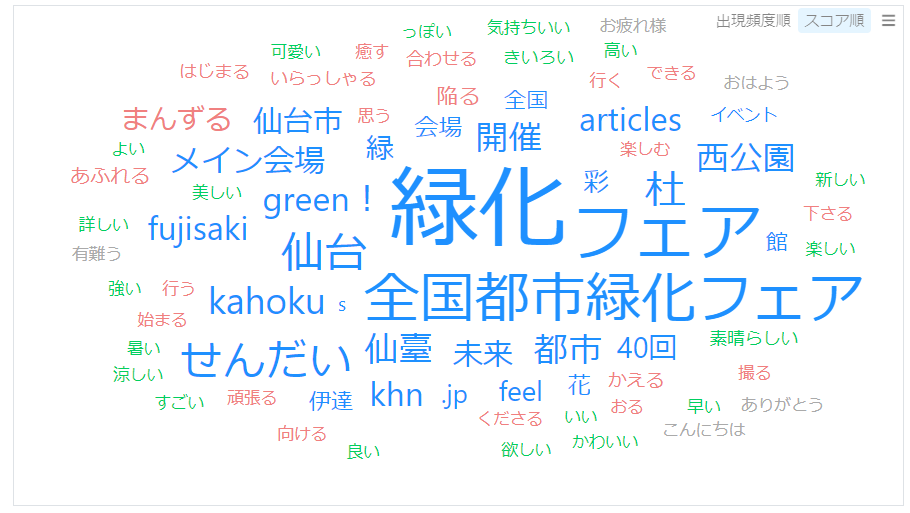 出現頻度順 スコア順
っぽい 気持ちいい お疲れ様
可愛い 癒す 合わせる きいろい 高い
はじまる いらっしゃる 行く できる おはよう
陥る 全国
まんずる 仙台市 思う 会場 開催 articles イベント
よい メイン会場 緑 楽しむ 西公園
あふれる 美しい green！ 緑化 彩 杜 新しい
詳しい fujisaki フェア 下さる
有難う 仙台 館 楽しい
強い 行う kahoku s 全国都市緑化フェア
始まる
暑い せんだい 仙臺 未来 都市 40回 素晴らしい
涼しい かえる 撮る
すごい 頑張る 伊達 khn .jp feel 花
くださる いい おる 早い ありがとう
向ける こんにちは
良い 欲しい かわいい